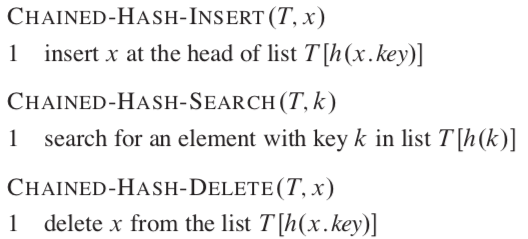 CHAINED-HASH-INSERT(T, x)
1 insert x at the head of list T[h(x.key)]
CHAINED-HASH-SEARCH(T, k)
1 search for an element with key k in list T[h(k)]
CHAINED-HASH-DELETE(T, x)
1 delete x from the list T[h(x.key)]